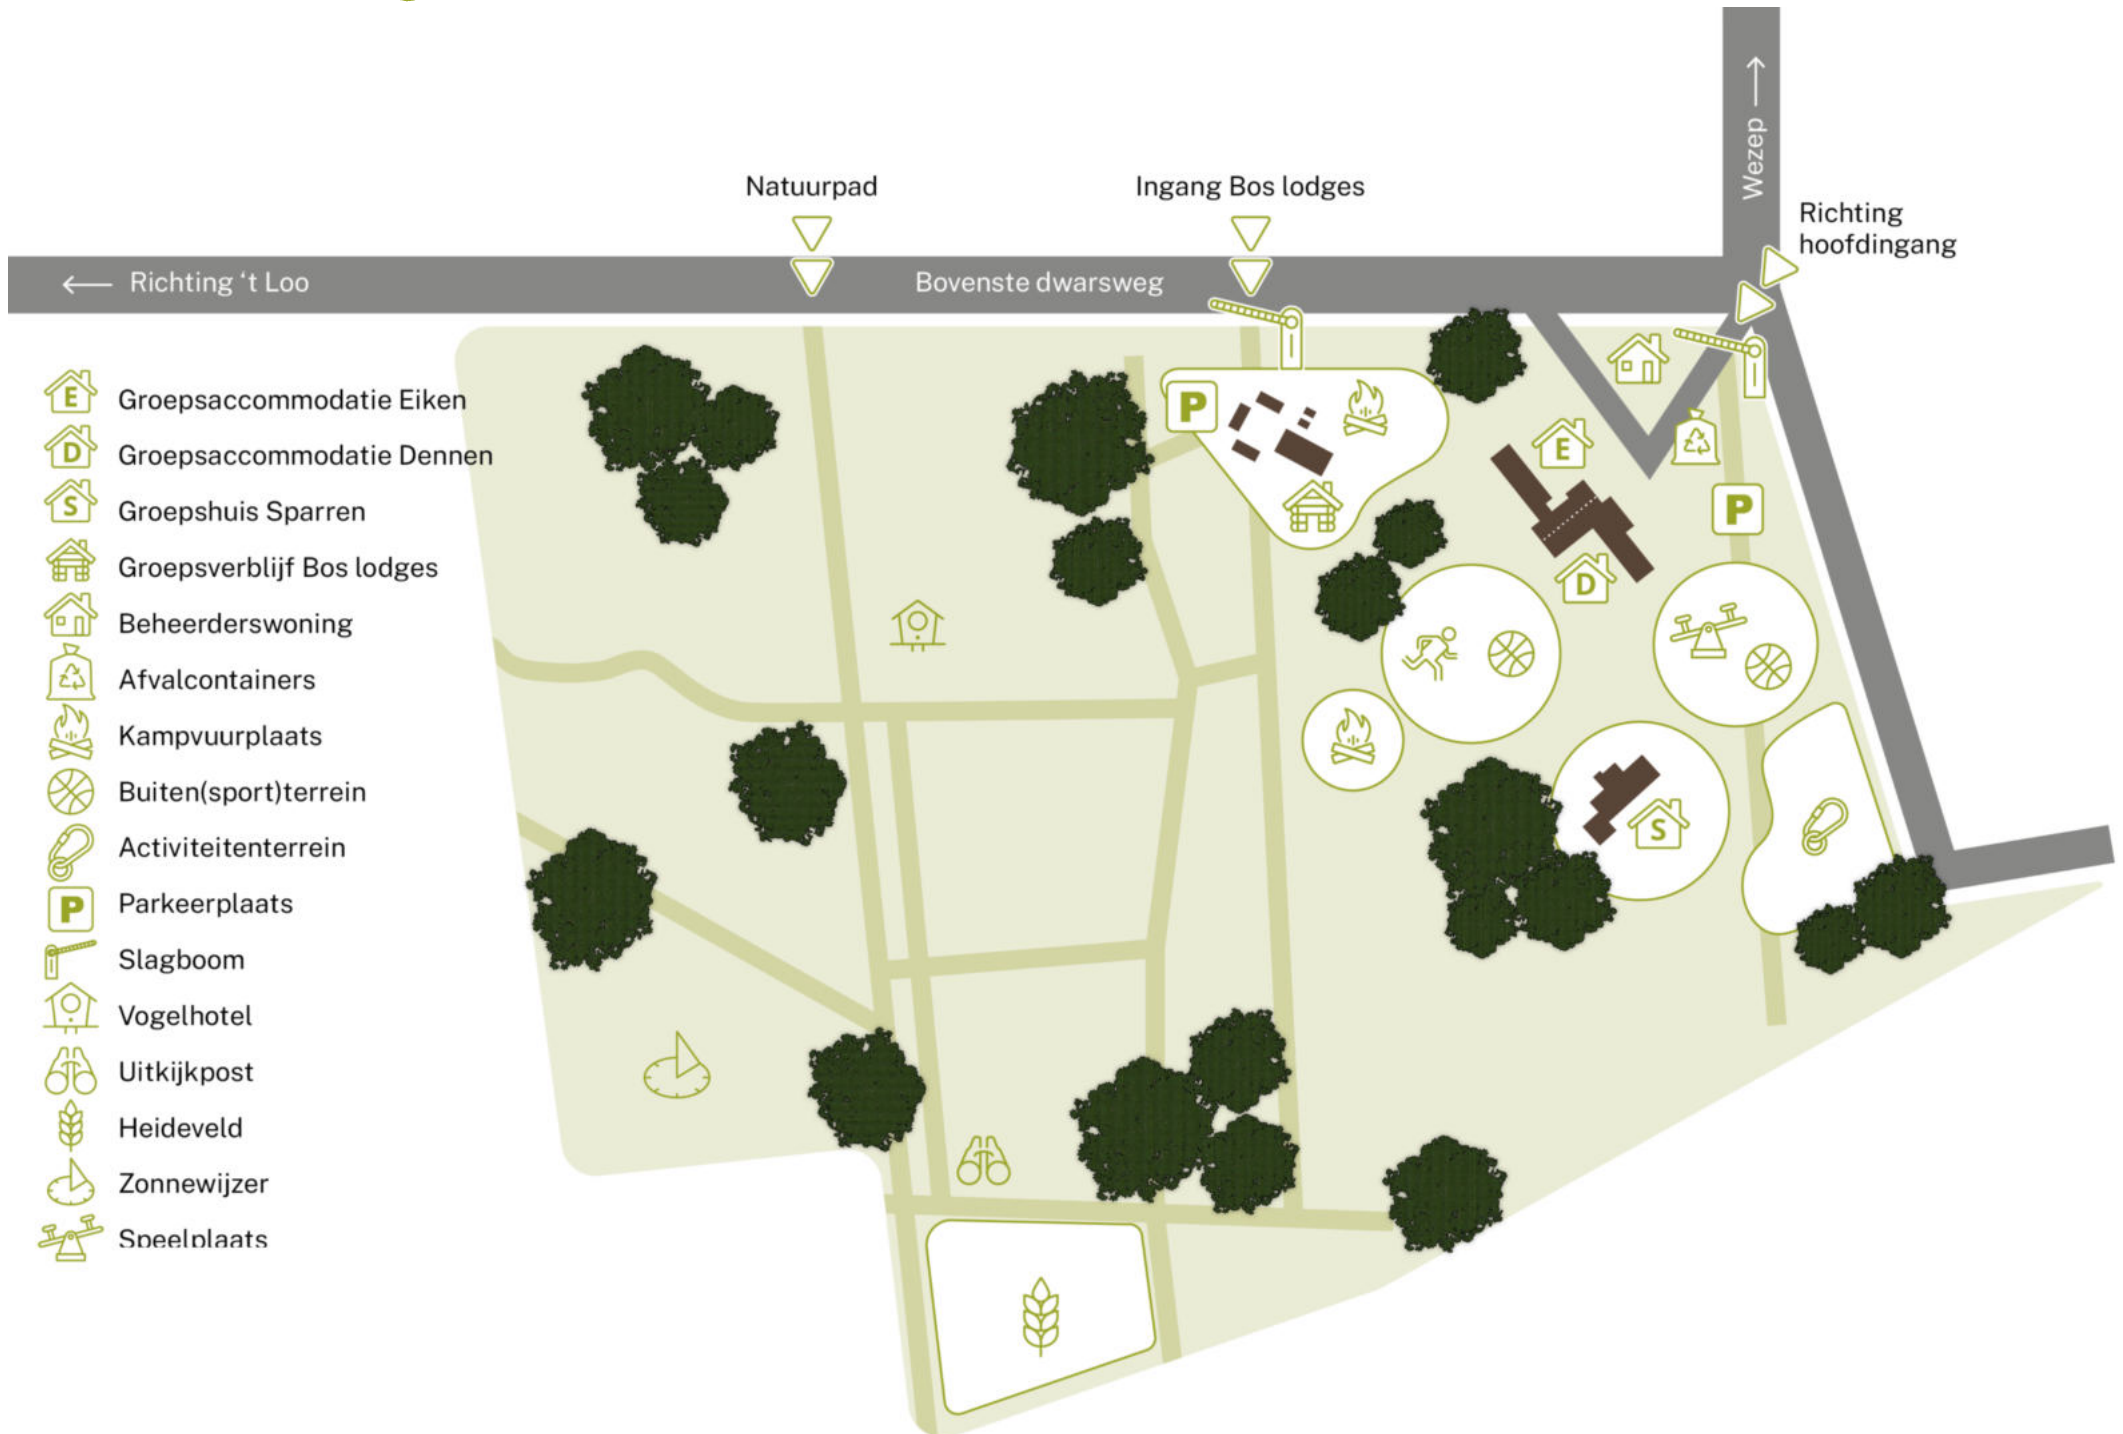 Wezep
Natuurpad
Ingang Bos lodges
Richting
hoofdingang
Richting ‘t Loo
Bovenste dwarsweg
E
Groepsaccommodatie Eiken
D
Groepsaccommodatie Dennen
S
Groepshuis Sparren
Groepsverblijf Bos lodges
Beheerderswoning
Afvalcontainers
Kampvuurplaats
Buiten(sport)terrein
Activiteitenterrein
P
Parkeerplaats
Slagboom
Vogelhotel
Uitkijkpost
Heideveld
Zonnewijzer
Speelplaats
P
E
P
D
S